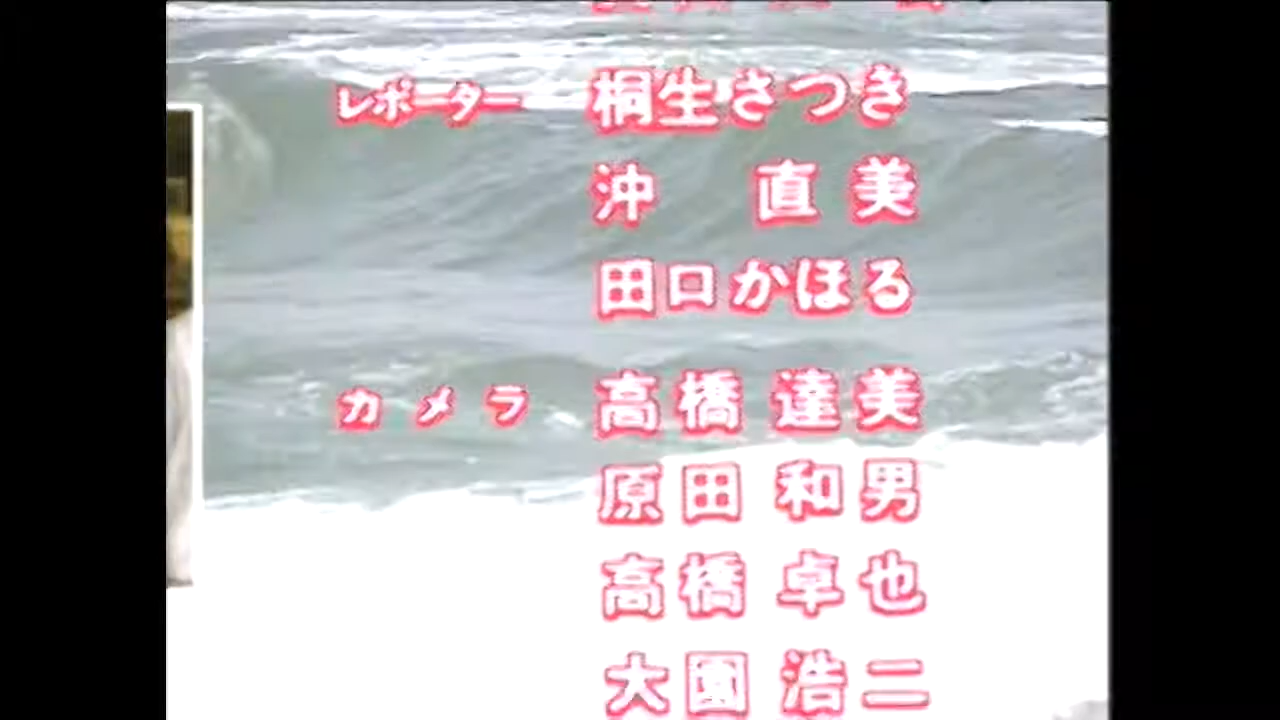 レポーター 桐生さつき
沖 直美
田口かほる
カメラ 高橋 達美
原田 和男
高橋 卓也
大園 浩二